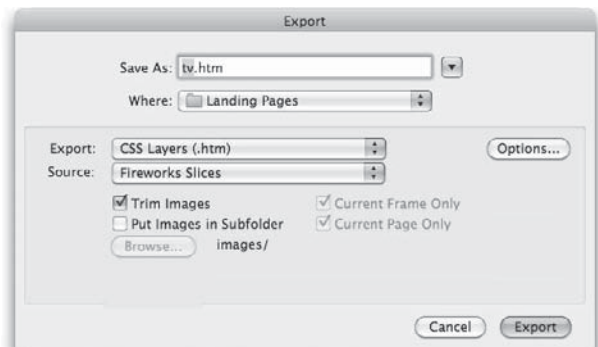 Export
Save As: tv.htm
Where: Landing Pages
Export: CSS Layers (.htm) Options...
Source: Fireworks Slices
Trim Images Current Frame Only
Put Images in Subfolder Current Page Only
Browse... images/
Cancel Export